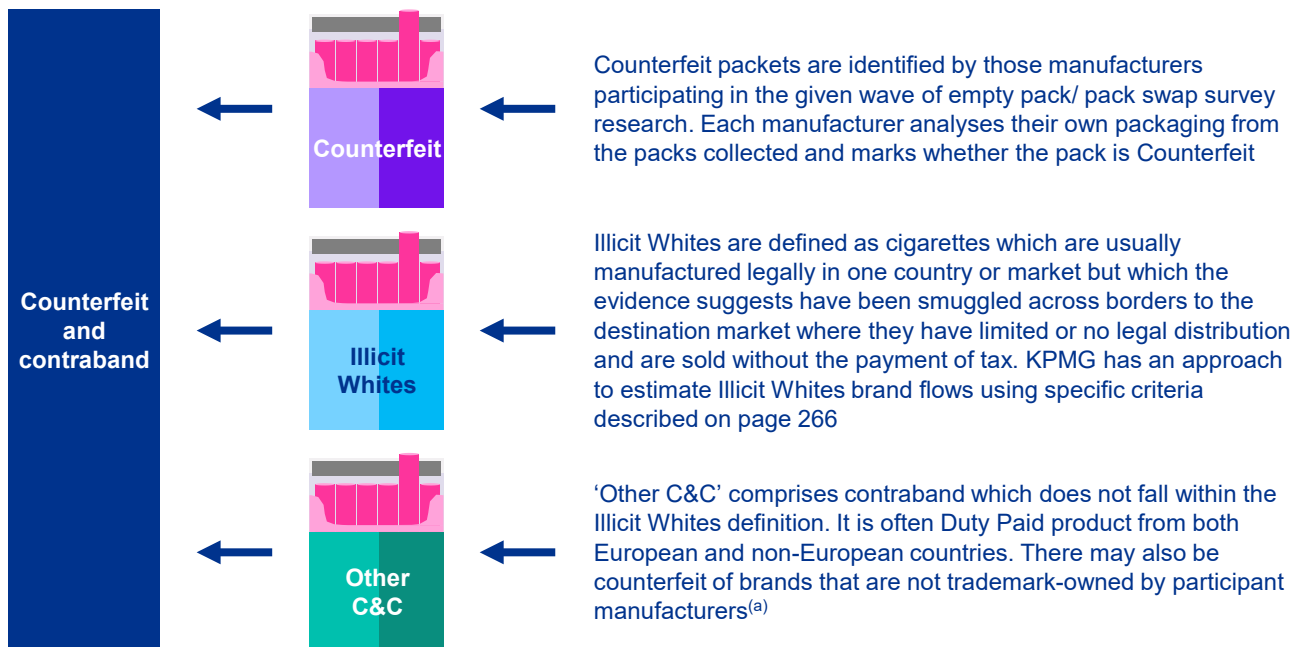 Counterfeit
and
contraband
Counterfeit
Counterfeit packets are identified by those manufacturers
participating in the given wave of empty pack/ pack swap survey
research. Each manufacturer analyses their own packaging from
the packs collected and marks whether the pack is Counterfeit
Illicit
Whites
Illicit Whites are defined as cigarettes which are usually
manufactured legally in one country or market but which the
evidence suggests have been smuggled across borders to the
destination market where they have limited or no legal distribution
and are sold without the payment of tax. KPMG has an approach
to estimate Illicit Whites brand flows using specific criteria
described on page 266
Other
C&C
‘Other C&C’ comprises contraband which does not fall within the
Illicit Whites definition. It is often Duty Paid product from both
European and non-European countries. There may also be
counterfeit of brands that are not trademark-owned by participant
manufacturers(a)